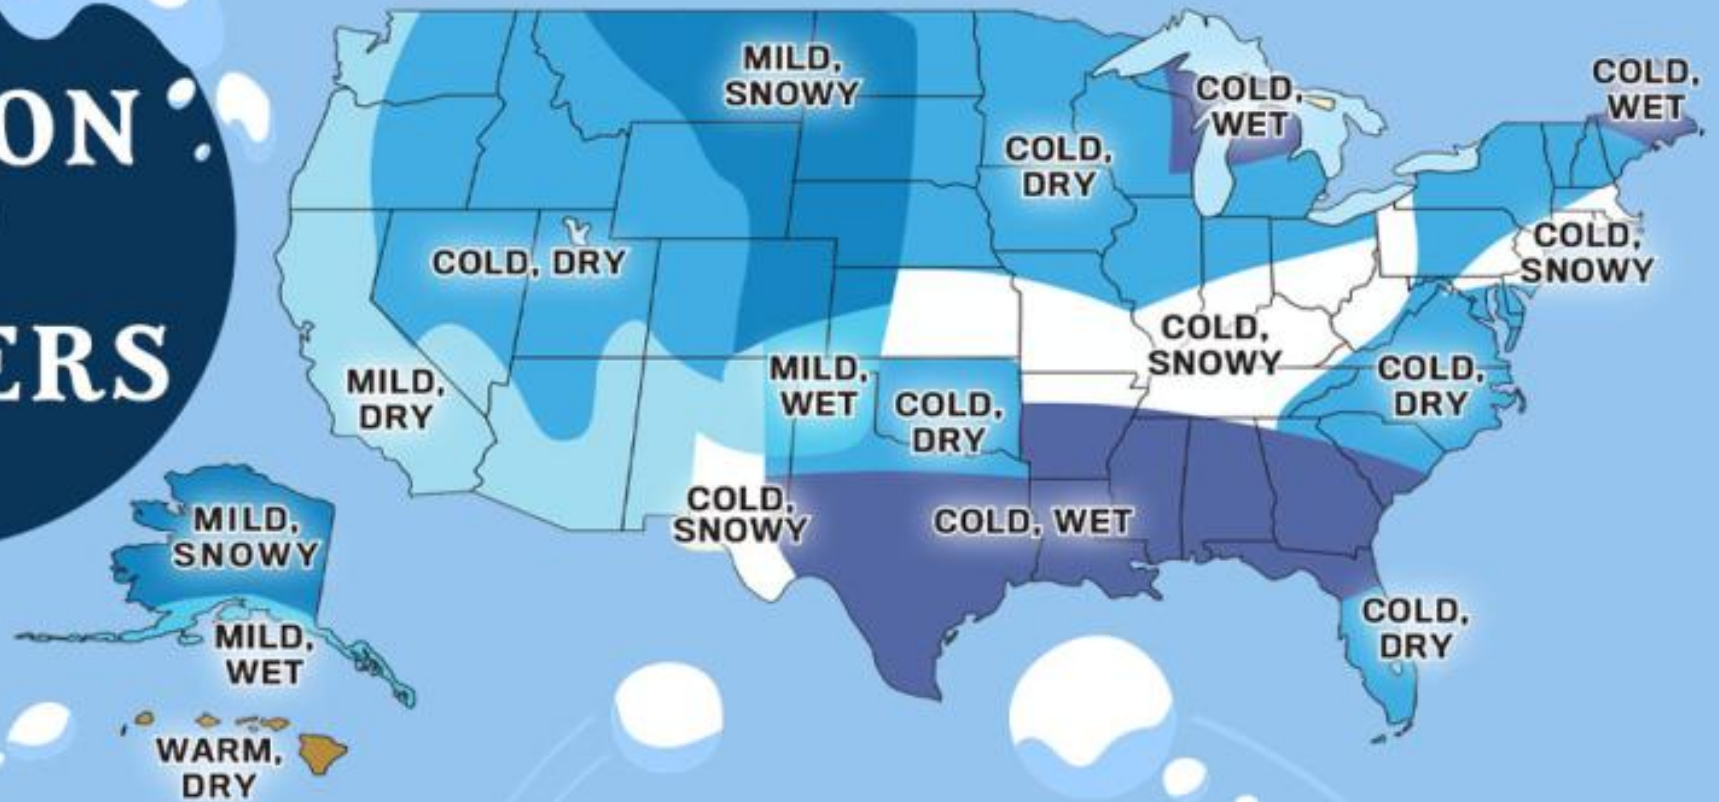 ON
ERS
MILD,
SNOWY
COLD,
WET
COLD,
WET
COLD,
DRY
COLD, DRY
COLD,
SNOWY
COLD,
SNOWY
MILD,
DRY
MILD,
WET
COLD,
DRY
COLD,
DRY
COLD,
SNOWY
COLD, WET
MILD,
SNOWY
MILD,
WET
COLD,
DRY
WARM,
DRY